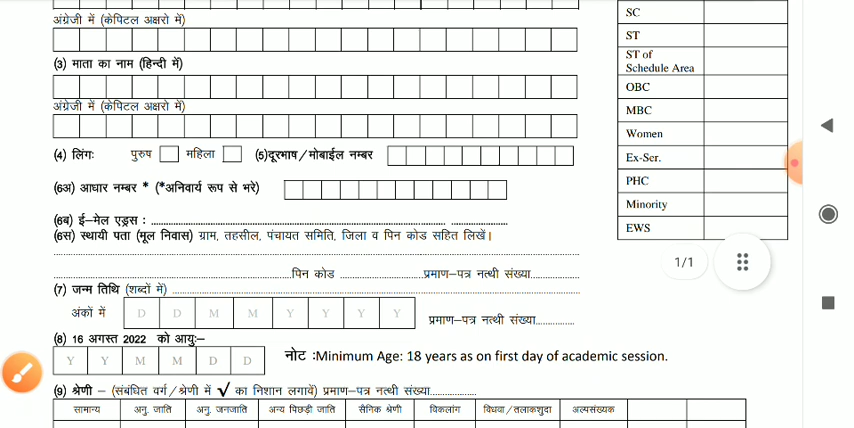 अंग्रेजी में (केपिटल अक्षरो में)
(3) माता का नाम (हिन्दी में)
अंग्रेजी में (केपिटल अक्षरो में)
(4) लिंगः पुरुष महिला (5)दूरभाष/मोबाईल नम्बर
(6अ) आधार नम्बर * (*अनिवार्य रूप से भरे)
(6ब) ई–मेल एड्रस :
(6स) स्थायी पता (मूल निवास) ग्राम, तहसील, पंचायत समिति, जिला व पिन कोड सहित लिखें।
पिन कोड ......................प्रमाण–पत्र नत्थी संख्या.................
(7) जन्म तिथि (शब्दों में)
अंकों में D D M M Y Y Y Y प्रमाण–पत्र नत्थी संख्या.............
(8) 16 अगस्त 2022 को आयुः–
Y Y M M D D नोट :Minimum Age: 18 years as on first day of academic session.
(9) श्रेणी – (संबंधित वर्ग/श्रेणी में √ का निशान लगावें) प्रमाण–पत्र नत्थी संख्या..................
सामान्य अनु. जाति अनु. जनजाति अन्य पिछड़ी जाति सैनिक श्रेणी विकलांग विधवा/तलाकशुदा अल्पसंख्यक
SC
ST
ST of
Schedule Area
OBC
MBC
Women
Ex-Ser.
PHC
Minority
EWS
1/1